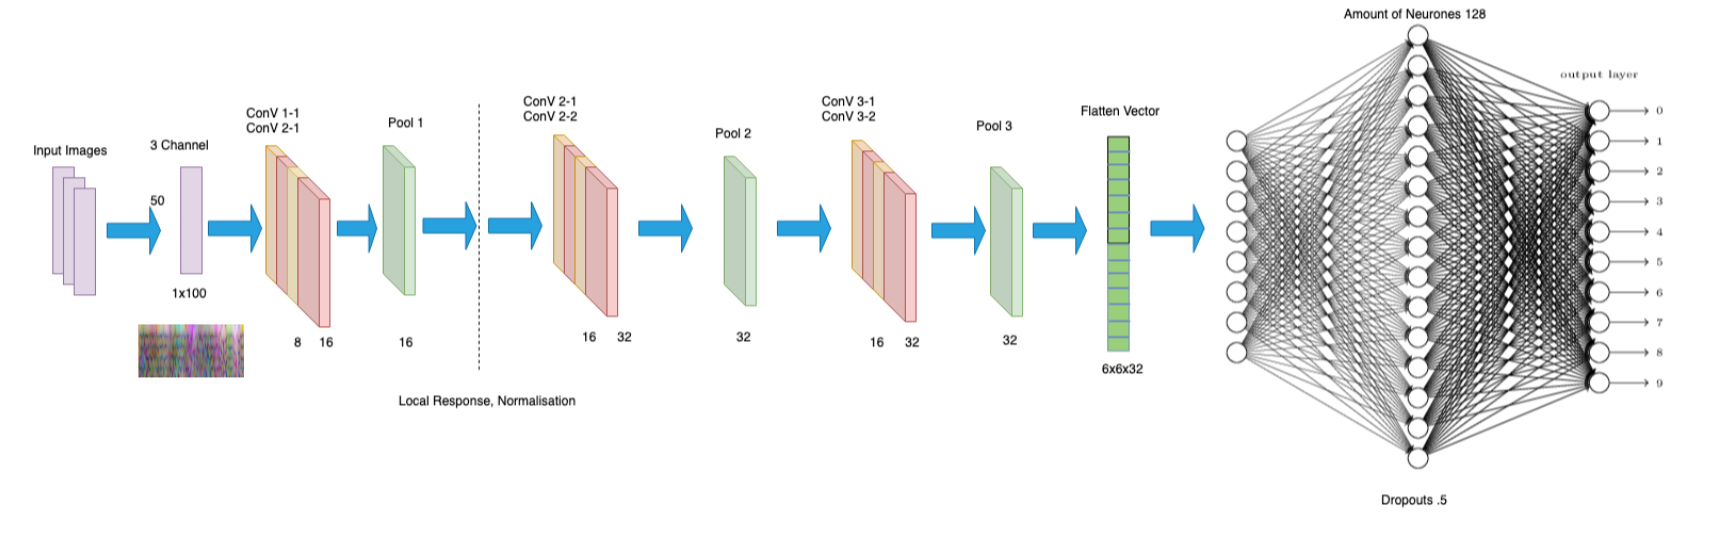 Input Images
3 Channel
50
1x100
ConV 1-1
ConV 2-1
8 16
Pool 1
16
Local Response, Normalisation
ConV 2-1
ConV 2-2
16 32
Pool 2
32
ConV 3-1
ConV 3-2
16 32
Pool 3
32
Flatten Vector
6x6x32
Amount of Neurones 128
Dropouts .5
output layer
0
1
2
3
4
5
6
7
8
9